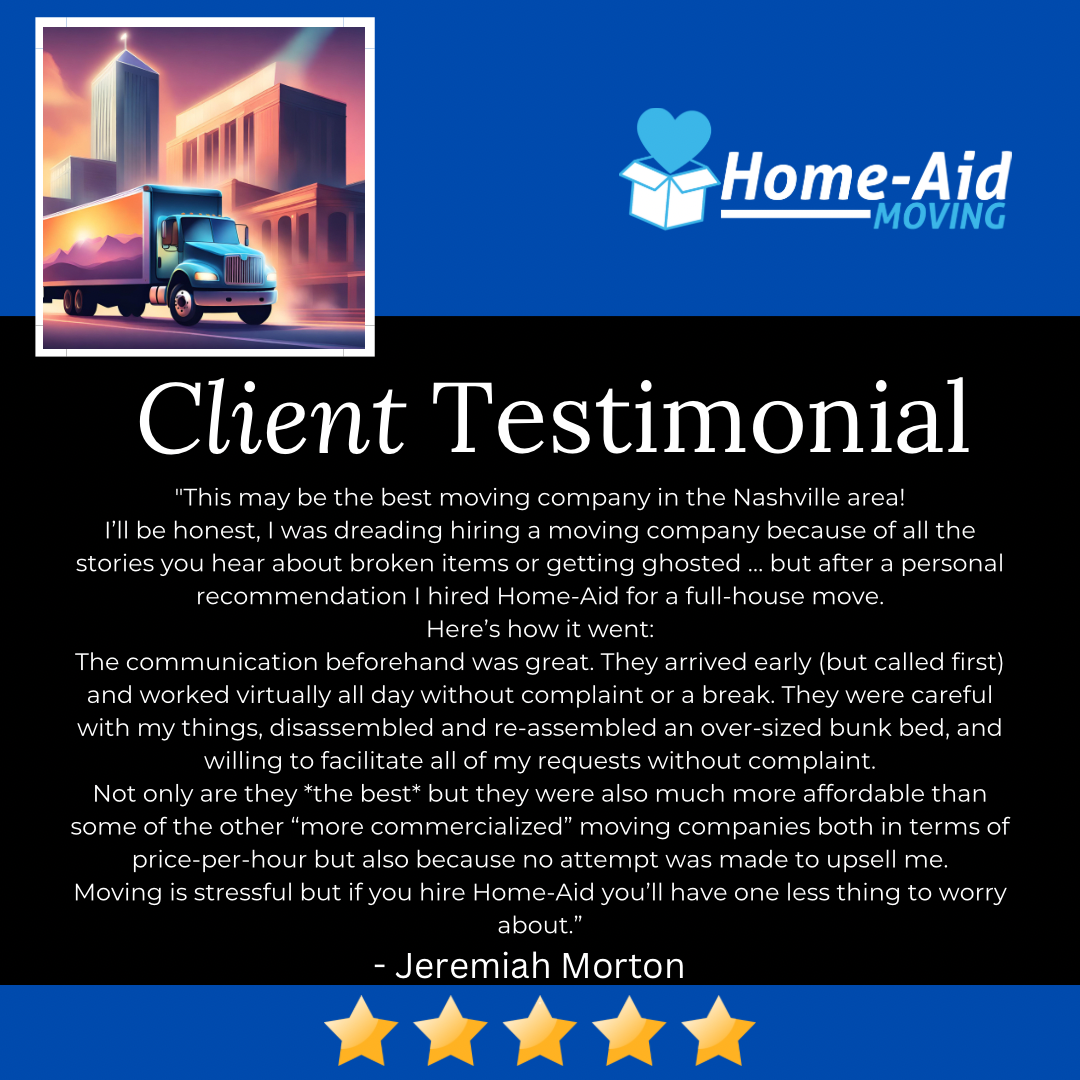 Home-Aid
MOVING
Client Testimonial
"This may be the best moving company in the Nashville area!
I’ll be honest, I was dreading hiring a moving company because of all the
stories you hear about broken items or getting ghosted ... but after a personal
recommendation I hired Home-Aid for a full-house move.
Here’s how it went:
The communication beforehand was great. They arrived early (but called first)
and worked virtually all day without complaint or a break. They were careful
with my things, disassembled and re-assembled an over-sized bunk bed, and
willing to facilitate all of my requests without complaint.
Not only are they *the best* but they were also much more affordable than
some of the other “more commercialized” moving companies both in terms of
price-per-hour but also because no attempt was made to upsell me.
Moving is stressful but if you hire Home-Aid you’ll have one less thing to worry
about.”
- Jeremiah Morton